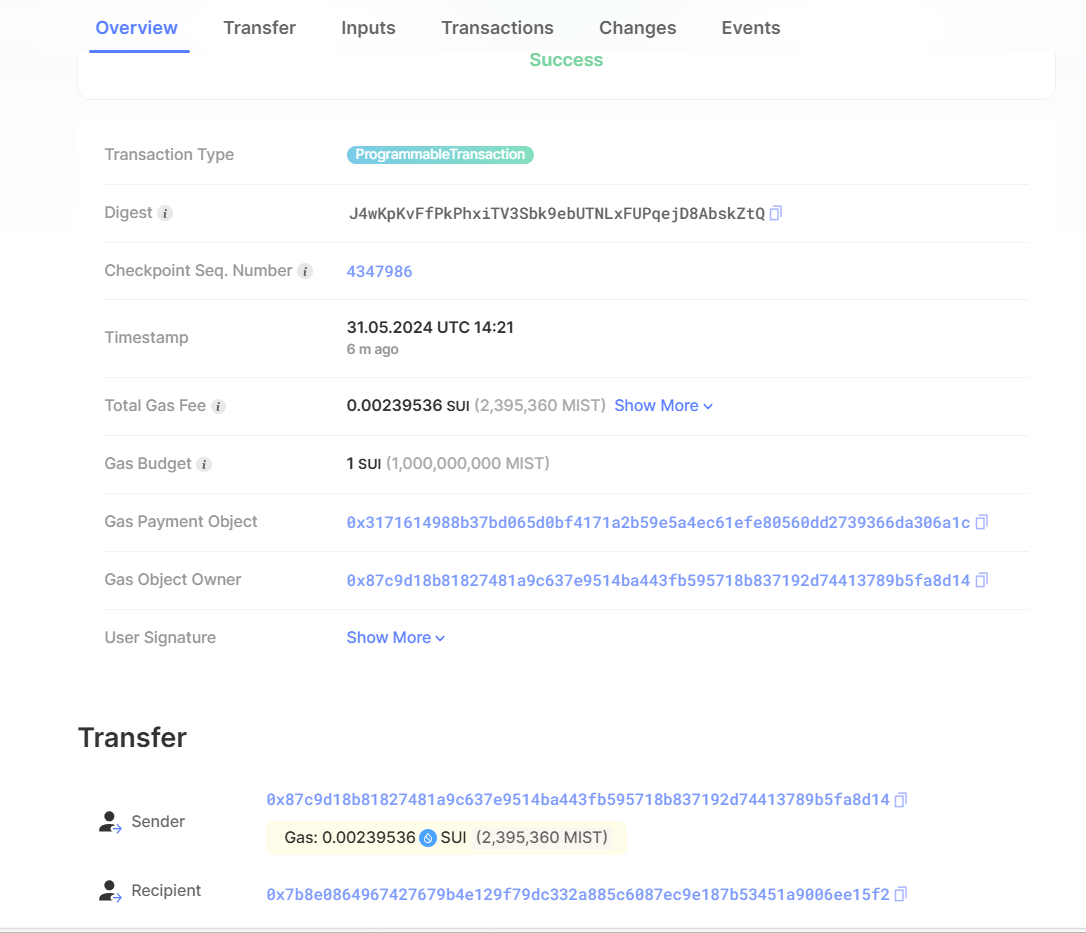 Overview Transfer Inputs Transactions Changes Events
Success
Transaction Type ProgrammableTransaction
Digest i J4wKpKvFfPkPhxiTV3Sbk9ebUTNLxFUPqejD8AbskZtQ
Checkpoint Seq. Number i 4347986
Timestamp 31.05.2024 UTC 14:21
6 m ago
Total Gas Fee i 0.00239536 SUI (2,395,360 MIST) Show More
Gas Budget i 1 SUI (1,000,000,000 MIST)
Gas Payment Object 0x3171614988b37bd065d0bf4171a2b59e5a4ec61efe80560dd2739366da306a1c
Gas Object Owner 0x87c9d18b81827481a9c637e9514ba443fb595718b837192d74413789b5fa8d14
User Signature Show More
Transfer
Sender 0x87c9d18b81827481a9c637e9514ba443fb595718b837192d74413789b5fa8d14
Gas: 0.00239536 SUI (2,395,360 MIST)
Recipient 0x7b8e0864967427679b4e129f79dc332a885c6087ec9e187b53451a9006ee15f2